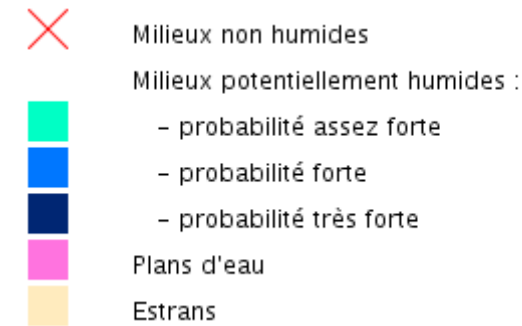 Milieux non humides
Milieux potentiellement humides :
– probabilité assez forte
– probabilité forte
– probabilité très forte
Plans d'eau
Estrans